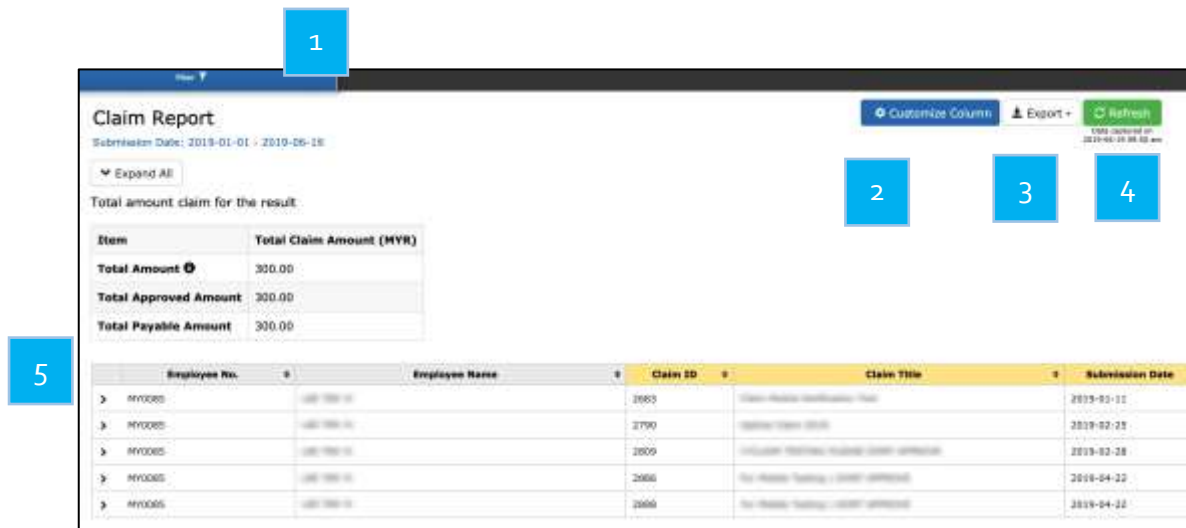 1
Filter
Claim Report
Customize Column
Export
Refresh
Submission Date: 2019-01-01 - 2019-06-16
Data captured on
Expand All
2
3
4
Total amount claim for the result
Item Total Claim Amount (MYR)
Total Amount 300.00
Total Approved Amount 300.00
Total Payable Amount 300.00
5
Employee No. Employee Name Claim ID Claim Title Submission Date
MY0085 2683 2019-01-11
MY0085 2790 2019-02-25
MY0085 2809 2019-02-28
MY0085 2019-04-22
MY0085 2019-04-22